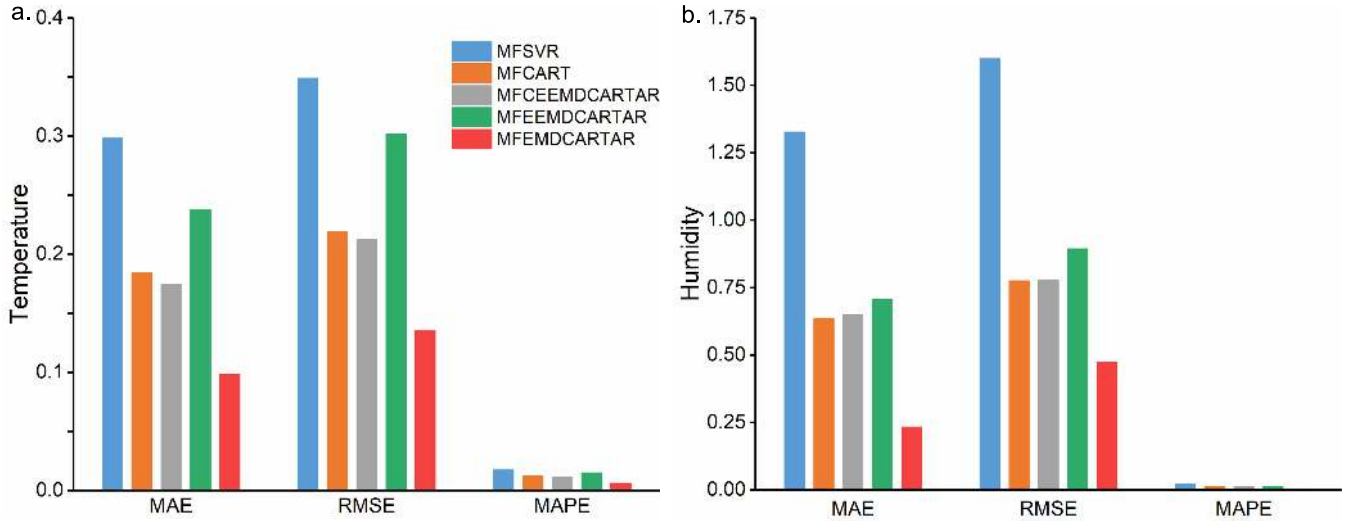 a.
0.4
0.3
0.2
0.1
0.0
Temperature
MFSVR
MFCART
MFCEEMDCARTAR
MFEEMDCARTAR
MFEMDCARTAR
MAE
RMSE
MAPE
b.
1.75
1.50
1.25
1.00
0.75
0.50
0.25
0.00
Humidity
MAE
RMSE
MAPE